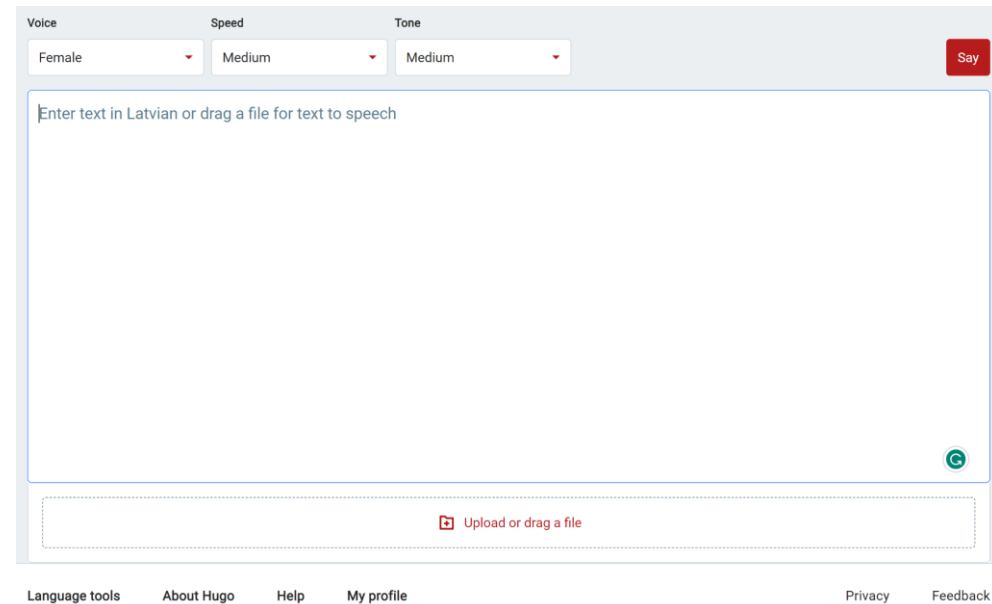 Voice Speed Tone
Female Medium Medium Say
Enter text in Latvian or drag a file for text to speech
Upload or drag a file
Language tools About Hugo Help My profile Privacy Feedback